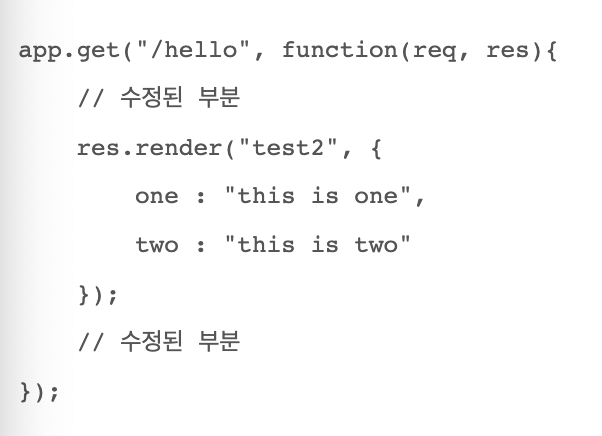 app.get("/hello", function(req, res){
    // 수정된 부분
    res.render("test2", {
        one : "this is one",
        two : "this is two"
    });
    // 수정된 부분
});